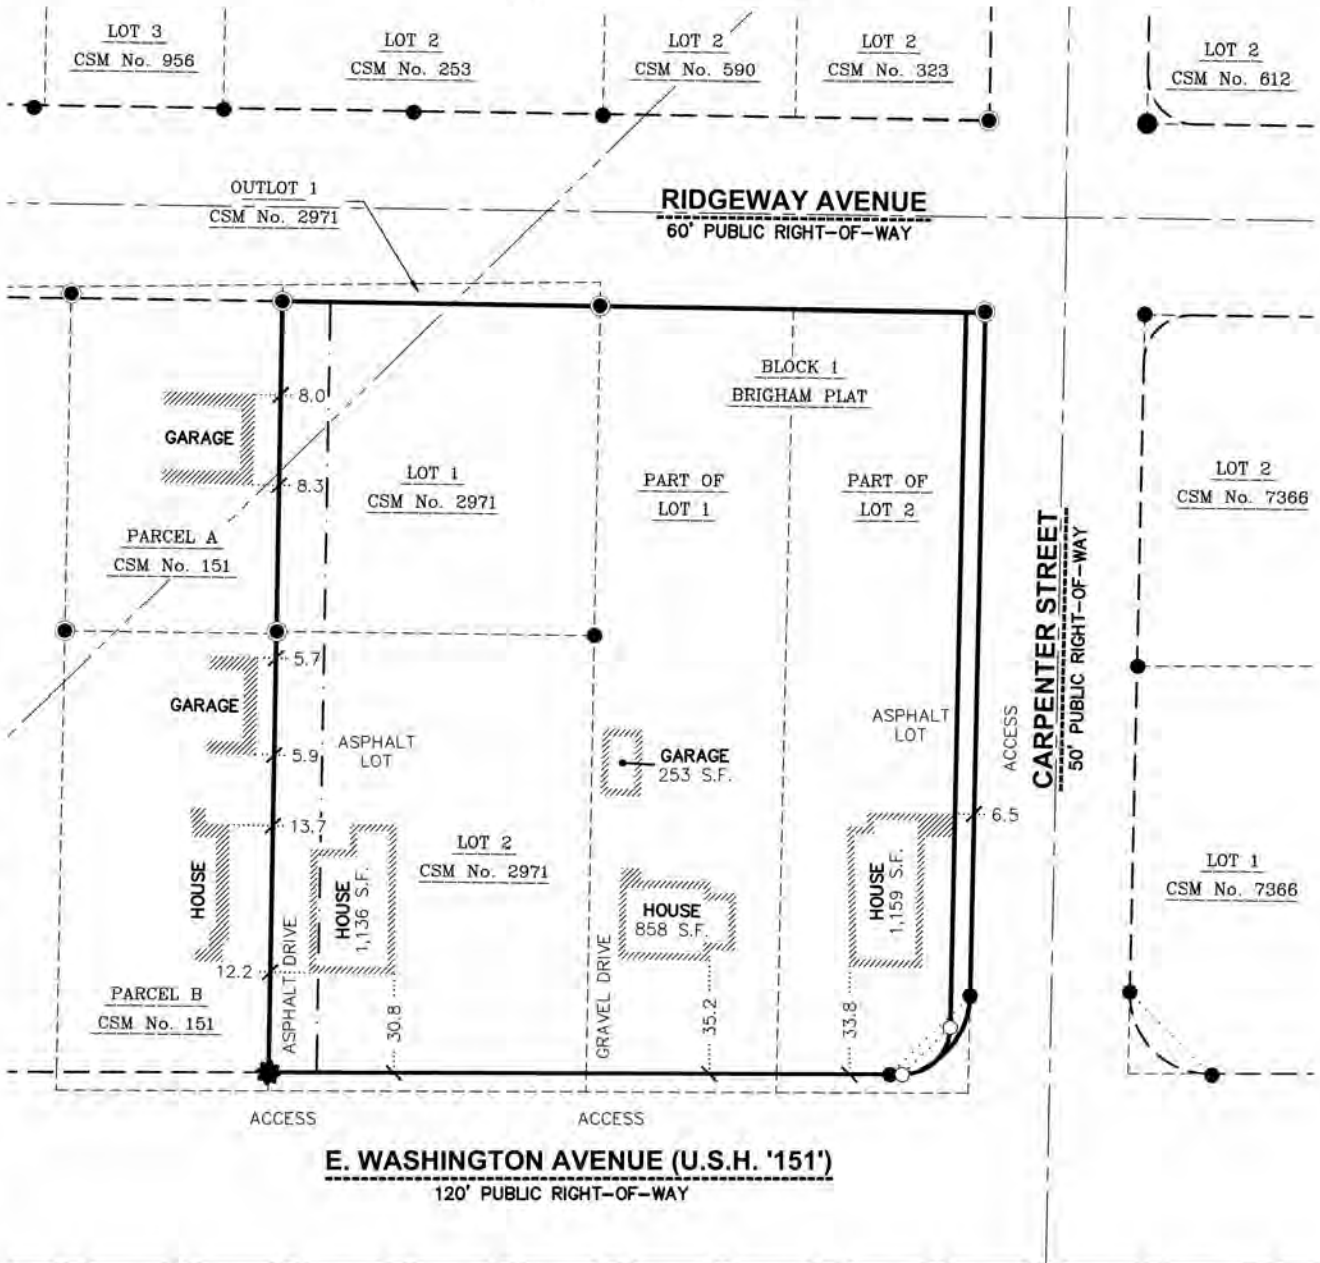 LOT 3
CSM No. 956
LOT 2
CSM No. 253
LOT 2
CSM No. 590
LOT 2
CSM No. 323
LOT 2
CSM No. 612
OUTLOT 1
CSM No. 2971
RIDGEWAY AVENUE
60' PUBLIC RIGHT-OF-WAY
BLOCK 1
BRIGHAM PLAT
8.0
GARAGE
8.3
LOT 1
CSM No. 2971
PART OF
LOT 1
PART OF
LOT 2
LOT 2
CSM No. 7366
PARCEL A
CSM No. 151
CARPENTER STREET
50' PUBLIC RIGHT-OF-WAY
5.7
GARAGE
5.9
ASPHALT
LOT
GARAGE
253 S.F.
ASPHALT
LOT
ACCESS
13.7
6.5
HOUSE
HOUSE
1,136 S.F.
LOT 2
CSM No. 2971
HOUSE
858 S.F.
HOUSE
1,159 S.F.
LOT 1
CSM No. 7366
12.2
ASPHALT DRIVE
GRAVEL DRIVE
PARCEL B
CSM No. 151
30.8
35.2
33.8
ACCESS
ACCESS
E. WASHINGTON AVENUE (U.S.H. '151')
120' PUBLIC RIGHT-OF-WAY